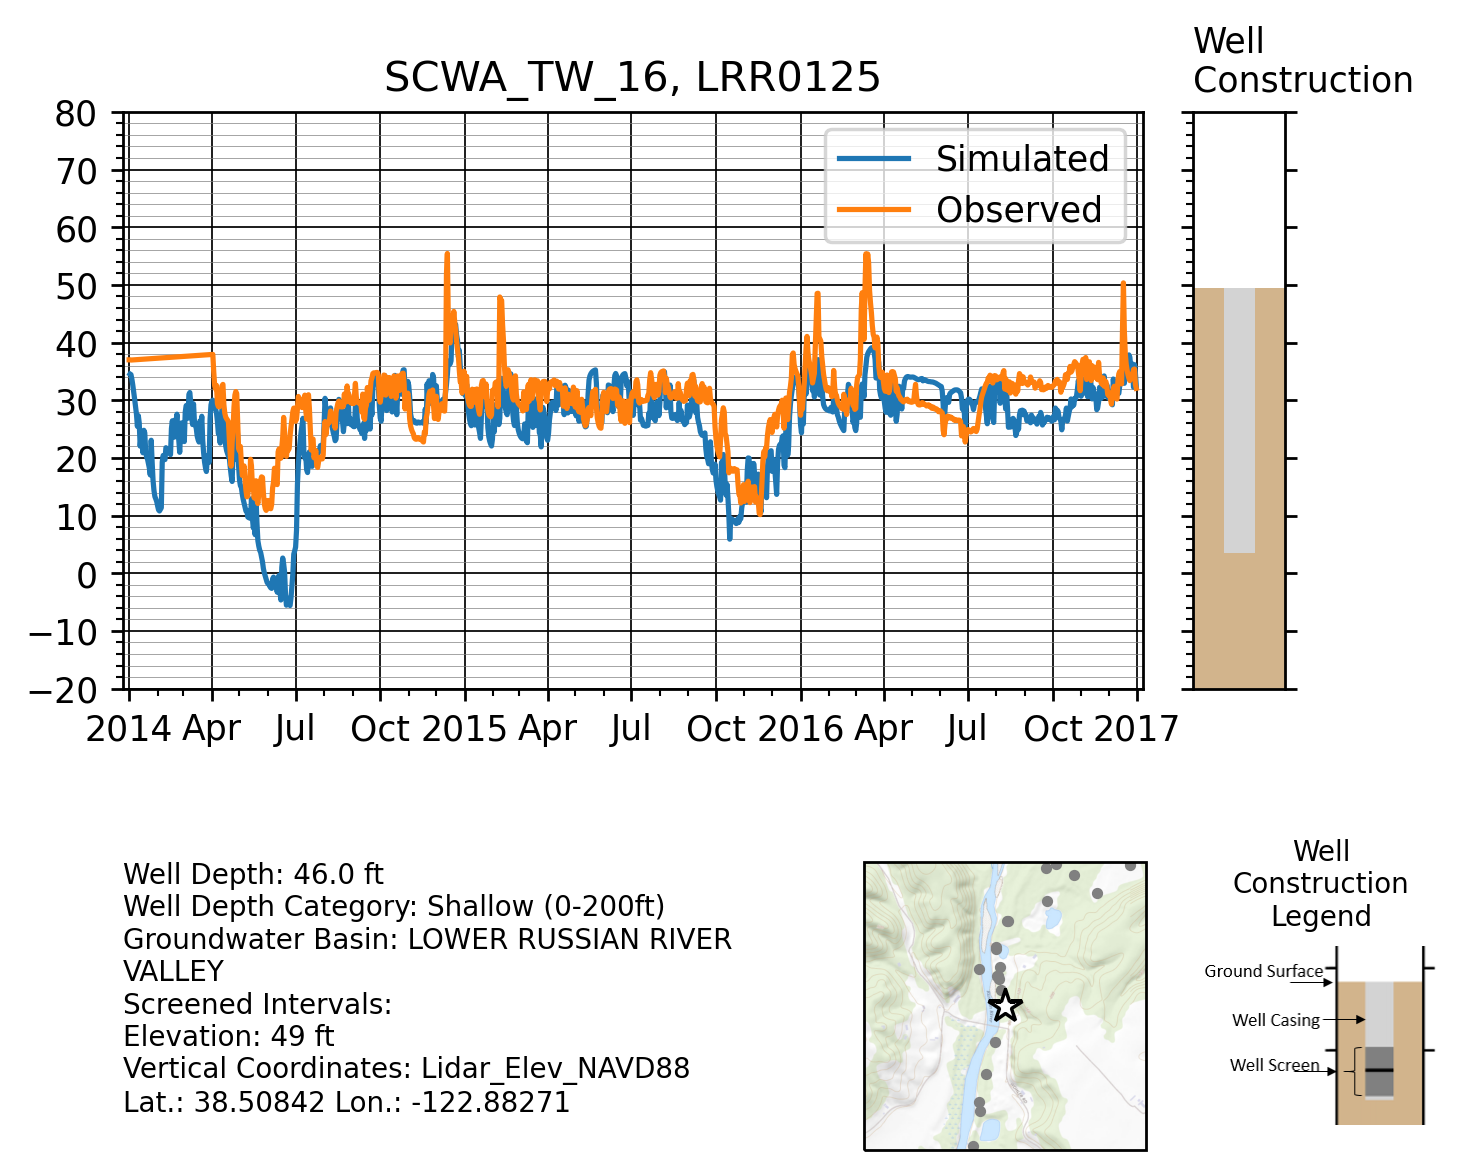 Well
Construction
SCWA_TW_16, LRR0125
80
70
60
50
40
30
20
10
0
−10
−20
Simulated
Observed
2014 Apr Jul Oct 2015 Apr Jul Oct 2016 Apr Jul Oct 2017
Well Depth: 46.0 ft
Well Depth Category: Shallow (0-200ft)
Groundwater Basin: LOWER RUSSIAN RIVER
VALLEY
Screened Intervals:
Elevation: 49 ft
Vertical Coordinates: Lidar_Elev_NAVD88
Lat.: 38.50842 Lon.: -122.88271
Well
Construction
Legend
Ground Surface
Well Casing
Well Screen